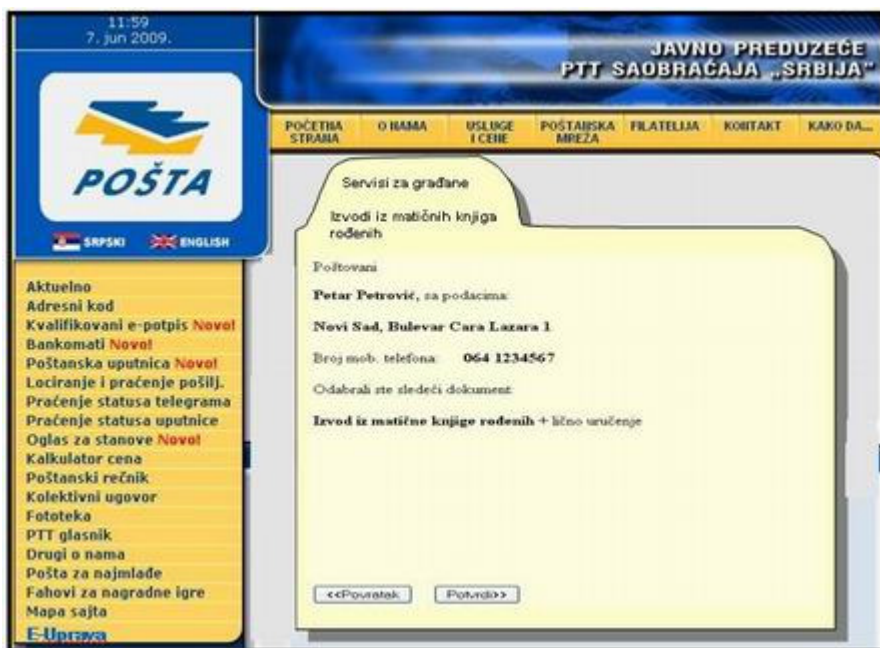 11:59
7. jun 2009.
JAVNO PREDUZEĆE
PTT SAOBRAĆAJA „SRBIJA“
POŠTA
SRPSKI
ENGLISH
POČETNA STRANA
O NAMA
USLUGE I CENE
POŠTANSKA MREŽA
FILATELIJA
KONTAKT
KAKO DA...
Aktuelno
Adresni kod
Kvalifikovani e-potpis Novo!
Bankomati Novo!
Poštanska uputnica Novo!
Lociranje i praćenje pošilj.
Praćenje statusa telegrama
Praćenje statusa uputnice
Oglas za stanove Novo!
Kalkulator cena
Poštanski rečnik
Kolektivni ugovor
Fototeka
PTT glasnik
Drugi o nama
Pošta za najmlađe
Fahovi za nagradne igre
Mapa sajta
E-Uprava
Servisi za građane
Izvodi iz matičnih knjiga
rođenih
Poštovani
Petar Petrović, sa podacima:
Novi Sad, Bulevar Cara Lazara 1
Broj mob. telefona: 064 1234567
Odabrali ste sledeći dokument:
Izvod iz matične knjige rođenih + lično uručenje
<<Povratak
Potvrdi>>